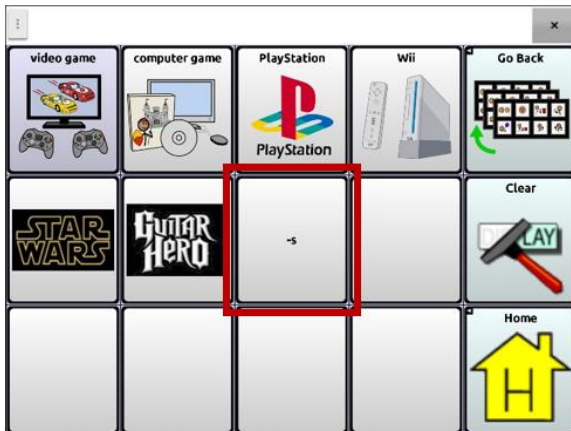 video game
computer game
PlayStation
Wii
Go Back
PlayStation
STAR WARS
GUITAR HERO
-s
Clear
DISPLAY
Home
H